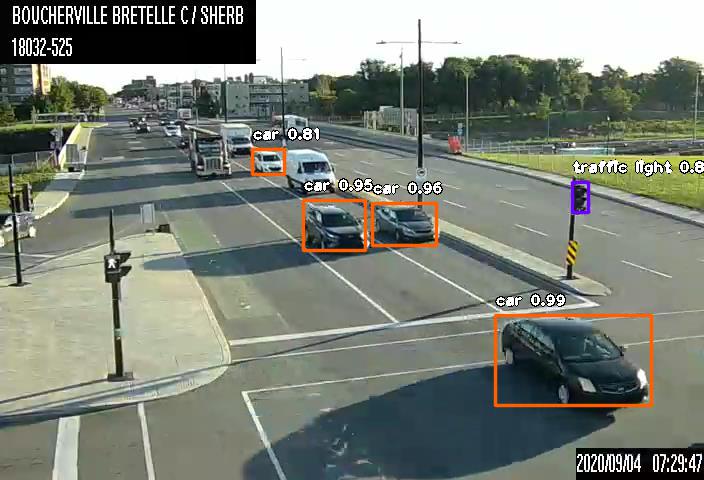 BOUCHERVILLE BRETELLE C / SHERB
18032-525
car 0.81
traffic light 0.8
car 0.95
car 0.96
car 0.99
2020/09/04 07:29:47